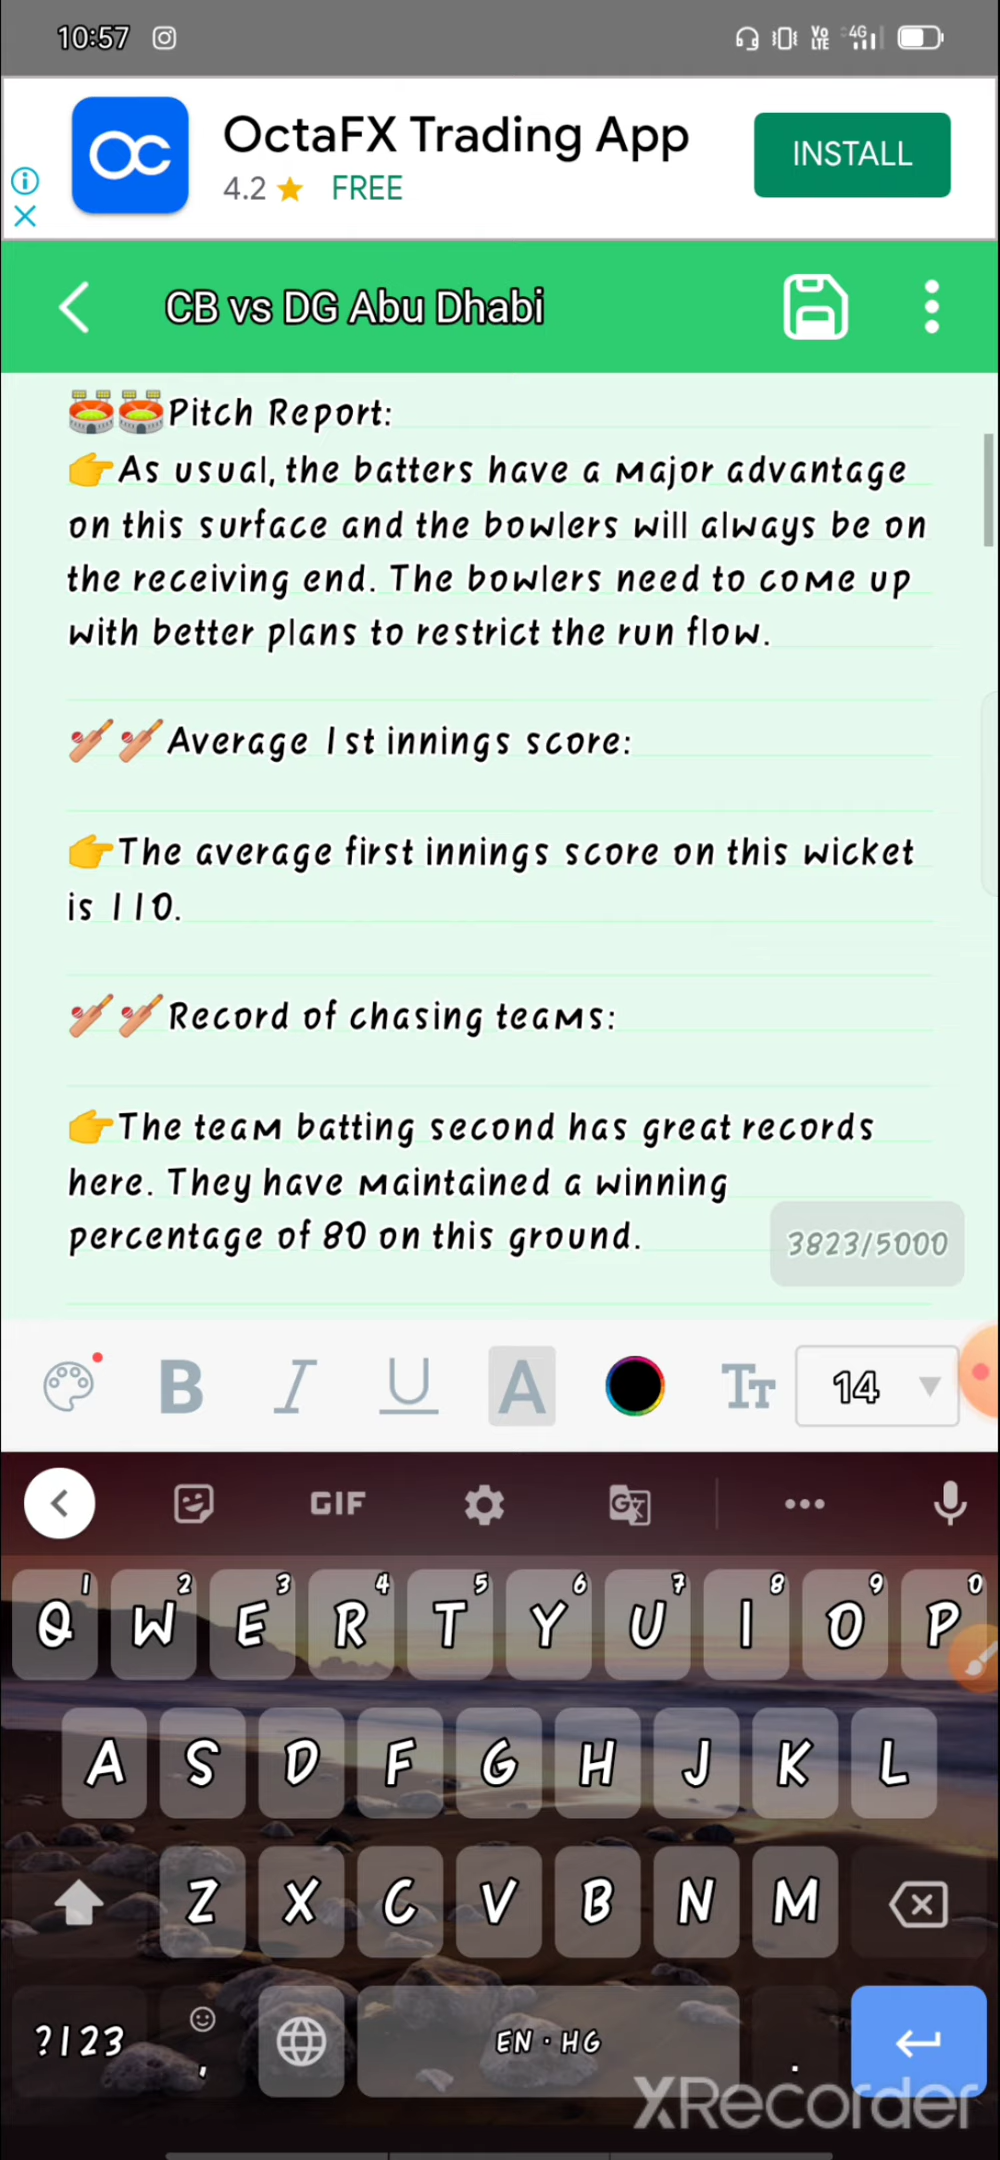 10:57 Vo LTE 4G
OctaFX Trading App
4.2 FREE
INSTALL
CB vs DG Abu Dhabi
Pitch Report:
As usual, the batters have a major advantage
on this surface and the bowlers will always be on
the receiving end. The bowlers need to come up
with better plans to restrict the run flow.
Average 1st innings score:
The average first innings score on this wicket
is 110.
Record of chasing teams:
The team batting second has great records
here. They have maintained a winning
percentage of 80 on this ground.
3823/5000
B I U A TT 14
GIF
1 2 3 4 5 6 7 8 9 0
Q W E R T Y U I O P
A S D F G H J K L
Z X C V B N M
?123 , EN · HG .
XRecorder